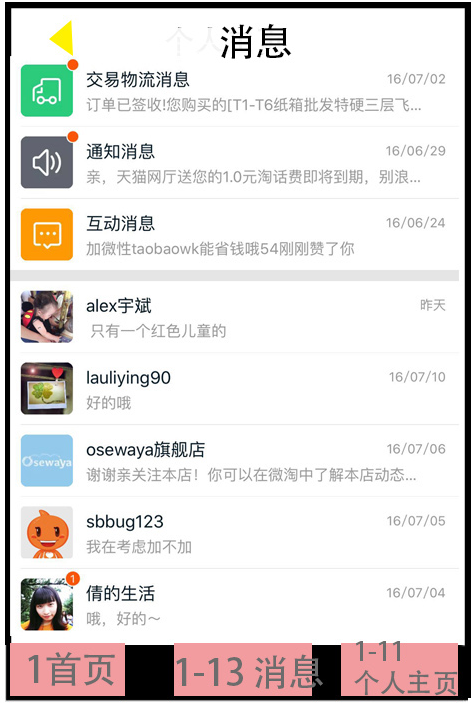 个人消息
交易物流消息 16/07/02
订单已签收!您购买的[T1-T6纸箱批发特硬三层飞...
通知消息 16/06/29
亲，天猫网厅送您的1.0元淘话费即将到期，别浪...
互动消息 16/06/24
加微性taobaowk能省钱哦54刚刚赞了你
alex宇斌 昨天
只有一个红色儿童的
lauliying90 16/07/10
好的哦
Osewaya
osewaya旗舰店 16/07/06
谢谢亲关注本店！你可以在微淘中了解本店动态...
sbbug123 16/07/05
我在考虑加不加
1
倩的生活 16/07/04
哦，好的～
1首页
1-13 消息
1-11
个人主页